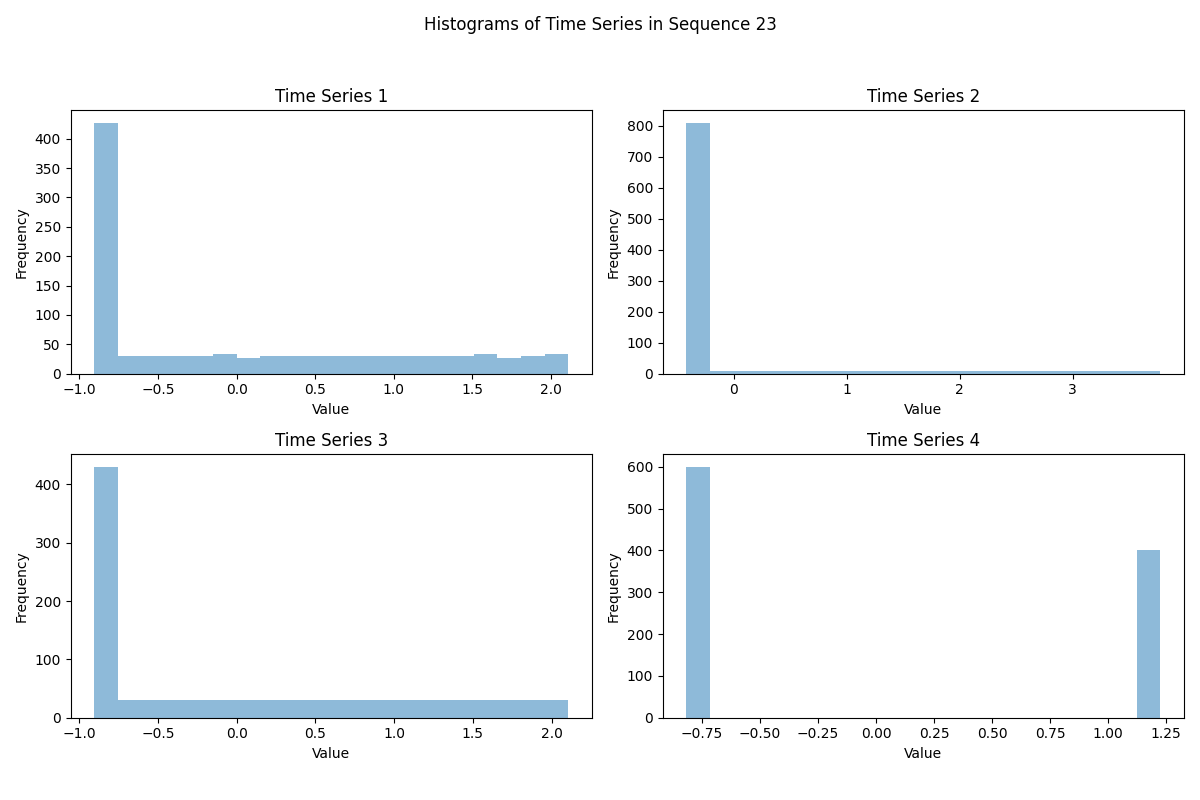 Histograms of Time Series in Sequence 23
Time Series 1
Frequency
400
350
300
250
200
150
100
50
0
−1.0 −0.5 0.0 0.5 1.0 1.5 2.0
Value
Time Series 2
Frequency
800
700
600
500
400
300
200
100
0
0 1 2 3
Value
Time Series 3
Frequency
400
300
200
100
0
−1.0 −0.5 0.0 0.5 1.0 1.5 2.0
Value
Time Series 4
Frequency
600
500
400
300
200
100
0
−0.75 −0.50 −0.25 0.00 0.25 0.50 0.75 1.00 1.25
Value